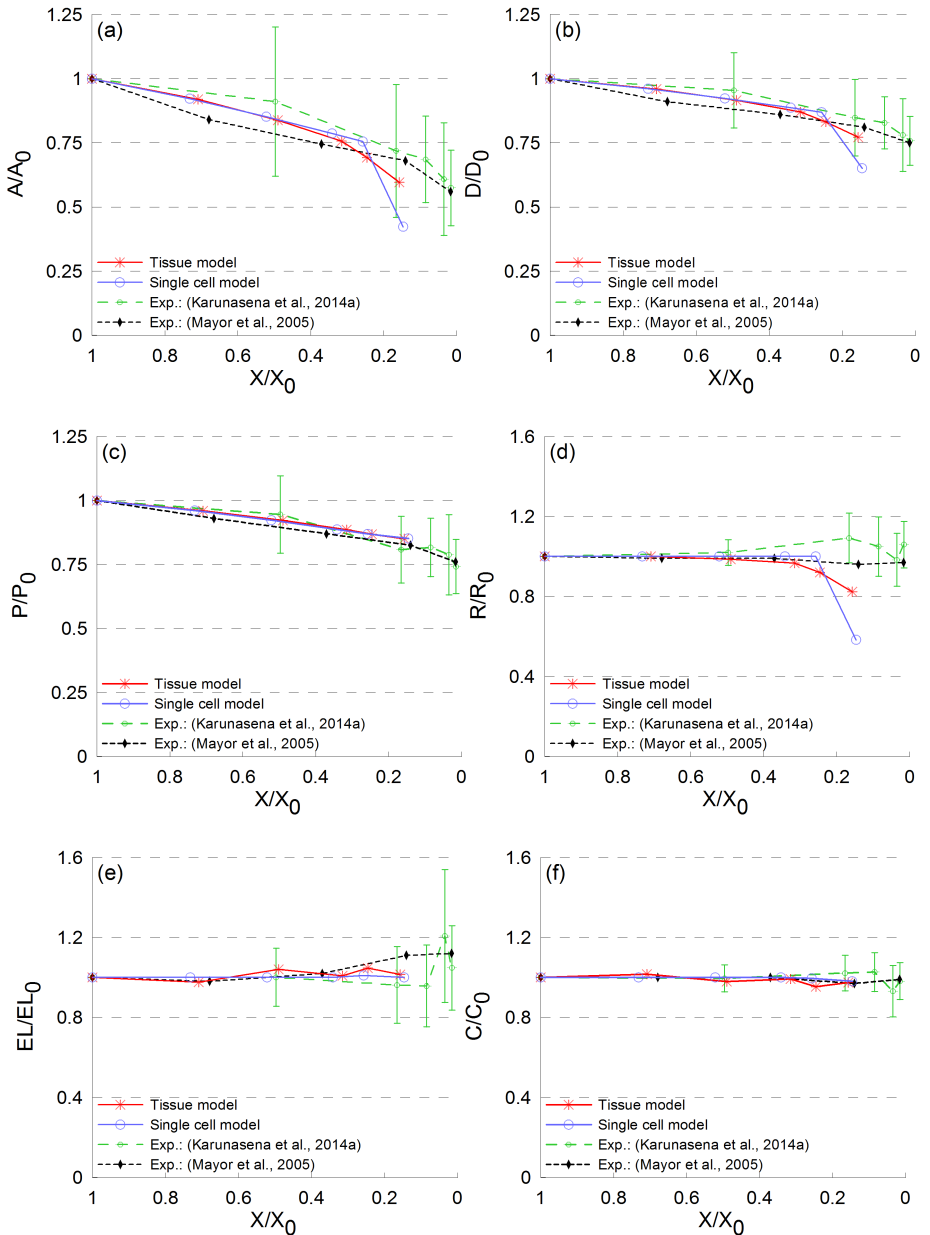 (a)
1.25
1
0.75
0.5
0.25
0
A/A0
Tissue model
Single cell model
Exp.: (Karunasena et al., 2014a)
Exp.: (Mayor et al., 2005)
1 0.8 0.6 0.4 0.2 0
X/X0
(b)
1.25
1
0.75
0.5
0.25
0
D/D0
Tissue model
Single cell model
Exp.: (Karunasena et al., 2014a)
Exp.: (Mayor et al., 2005)
1 0.8 0.6 0.4 0.2 0
X/X0
(c)
1.25
1
0.75
0.5
0.25
0
P/P0
Tissue model
Single cell model
Exp.: (Karunasena et al., 2014a)
Exp.: (Mayor et al., 2005)
1 0.8 0.6 0.4 0.2 0
X/X0
(d)
1.6
1.2
0.8
0.4
0
R/R0
Tissue model
Single cell model
Exp.: (Karunasena et al., 2014a)
Exp.: (Mayor et al., 2005)
1 0.8 0.6 0.4 0.2 0
X/X0
(e)
1.6
1.2
0.8
0.4
0
EL/EL0
Tissue model
Single cell model
Exp.: (Karunasena et al., 2014a)
Exp.: (Mayor et al., 2005)
1 0.8 0.6 0.4 0.2 0
X/X0
(f)
1.6
1.2
0.8
0.4
0
C/C0
Tissue model
Single cell model
Exp.: (Karunasena et al., 2014a)
Exp.: (Mayor et al., 2005)
1 0.8 0.6 0.4 0.2 0
X/X0